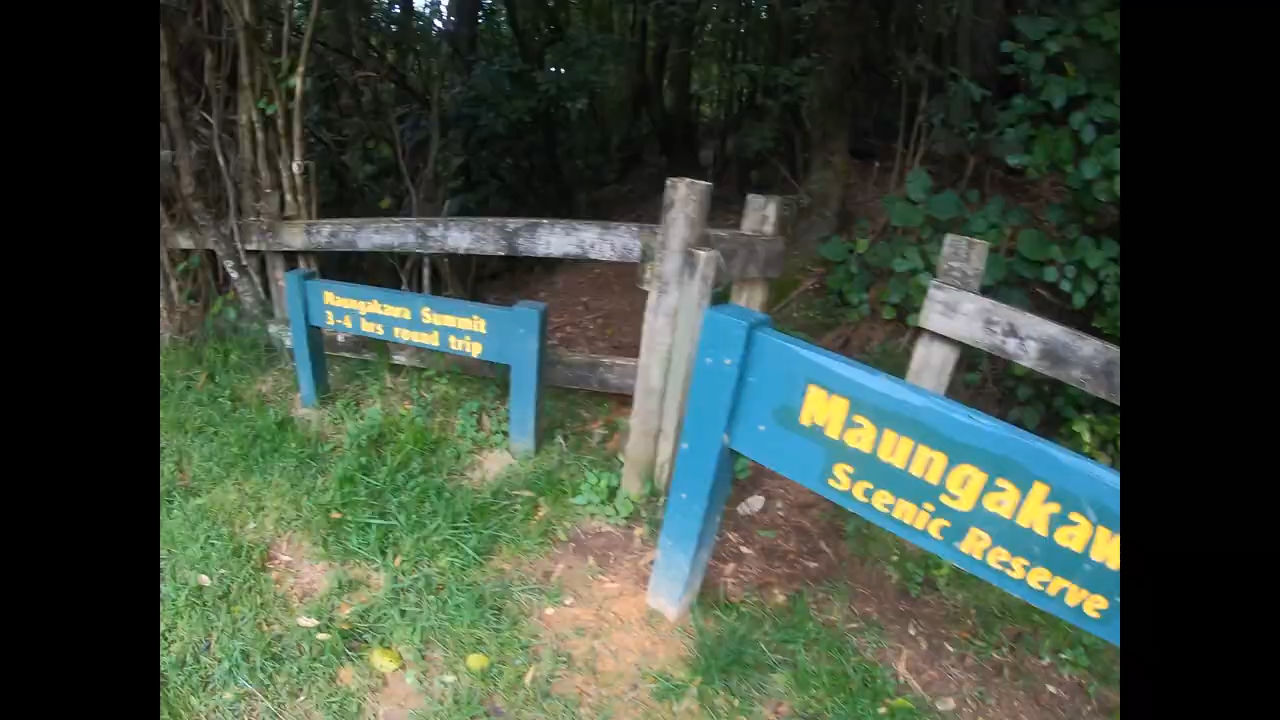 Maungakawa Summit
3-4 hrs round trip
Maungakaw
Scenic Reserve